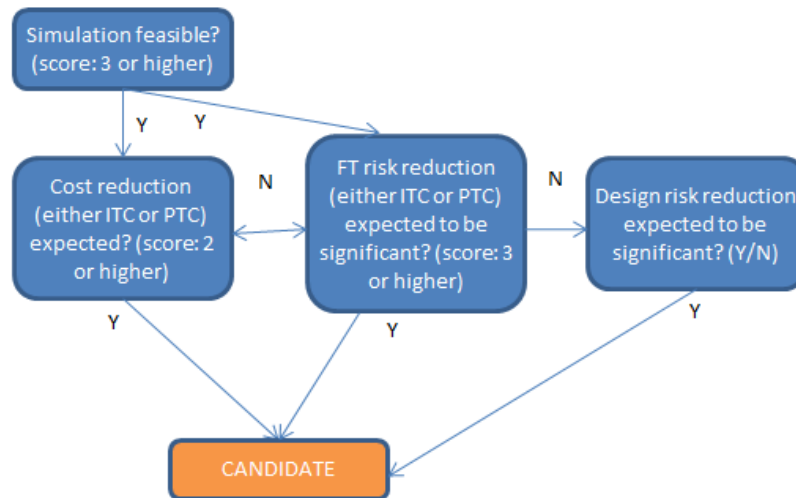 Simulation feasible?
(score: 3 or higher)
Y
Y
Cost reduction
(either ITC or PTC)
expected? (score: 2
or higher)
N
FT risk reduction
(either ITC or PTC)
expected to be
significant? (score: 3
or higher)
N
Design risk reduction
expected to be
significant? (Y/N)
Y
Y
Y
CANDIDATE